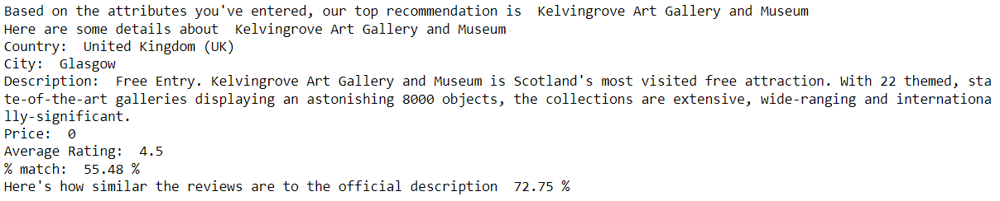 Based on the attributes you've entered, our top recommendation is  Kelvingrove Art Gallery and Museum
Here are some details about  Kelvingrove Art Gallery and Museum
Country:  United Kingdom (UK)
City:  Glasgow
Description:  Free Entry. Kelvingrove Art Gallery and Museum is Scotland's most visited free attraction. With 22 themed, sta
te-of-the-art galleries displaying an astonishing 8000 objects, the collections are extensive, wide-ranging and internationa
lly-significant.
Price:  0
Average Rating:  4.5
% match:  55.48 %
Here's how similar the reviews are to the official description  72.75 %